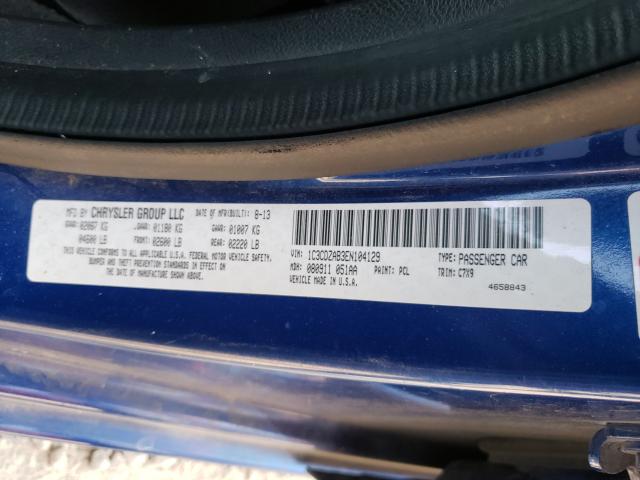 MFD BY CHRYSLER GROUP LLC DATE OF MFR(BUILT): 8-13
GVWR: 02087 KG GAWR: 01180 KG GAWR: 01007 KG
04600 LB FRONT: 02600 LB REAR: 02220 LB
THIS VEHICLE CONFORMS TO ALL APPLICABLE U.S.A. FEDERAL MOTOR VEHICLE SAFETY,
BUMPER AND THEFT PREVENTION STANDARDS IN EFFECT ON
THE DATE OF MANUFACTURE SHOWN ABOVE.
VIN: 1C3CDZAB3EN104129 TYPE: PASSENGER CAR
MDH: 080911 051AA PAINT: PCL TRIM: C7X9
VEHICLE MADE IN U.S.A.
4658843